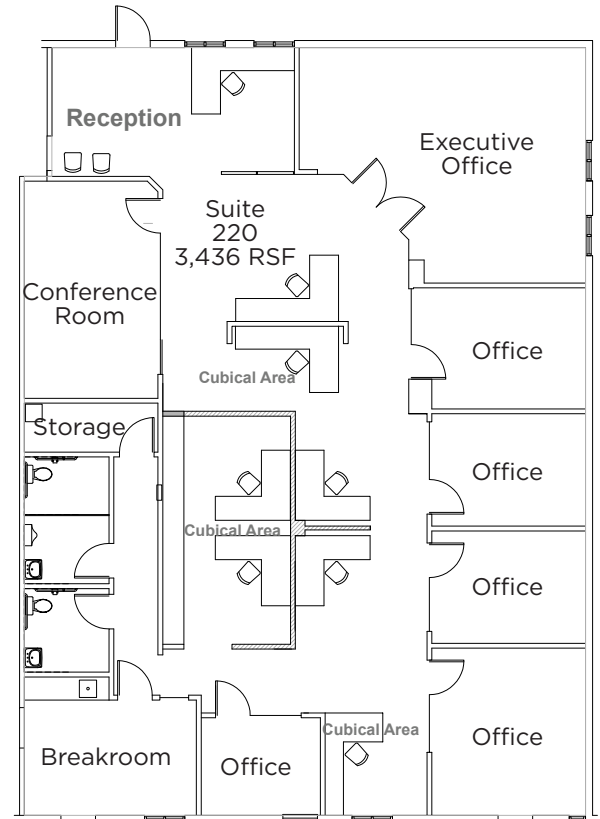 Reception
Executive
Office
Suite
220
3,436 RSF
Conference
Room
Office
Cubical Area
Storage
Office
Cubical Area
Office
Cubical Area
Office
Breakroom
Office